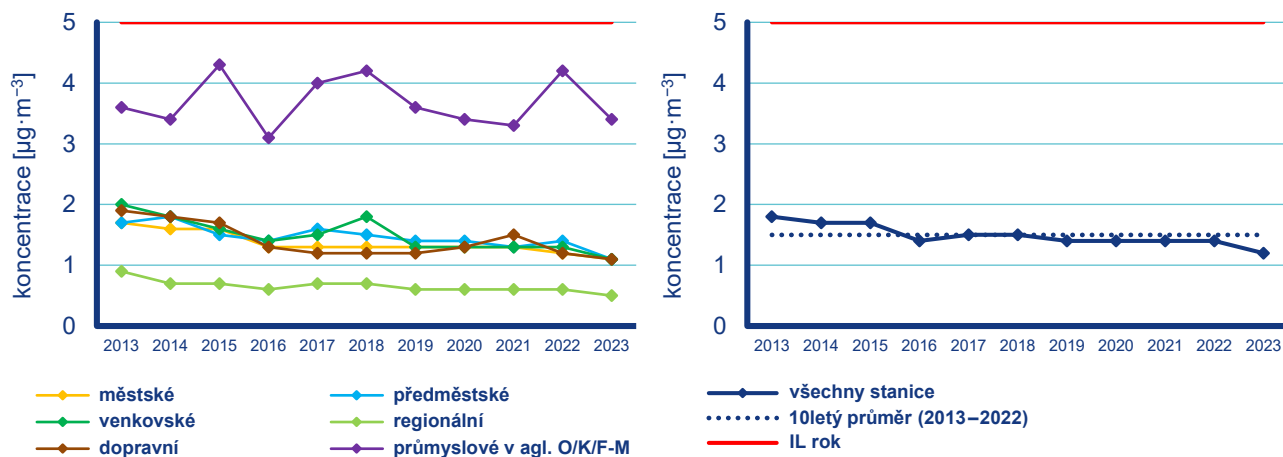 koncentrace [µg·m⁻³]
5
4
3
2
1
0
2013 2014 2015 2016 2017 2018 2019 2020 2021 2022 2023
městské
předměstské
venkovské
regionální
dopravní
průmyslové v agl. O/K/F-M
koncentrace [µg·m⁻³]
5
4
3
2
1
0
2013 2014 2015 2016 2017 2018 2019 2020 2021 2022 2023
všechny stanice
10letý průměr (2013–2022)
IL rok